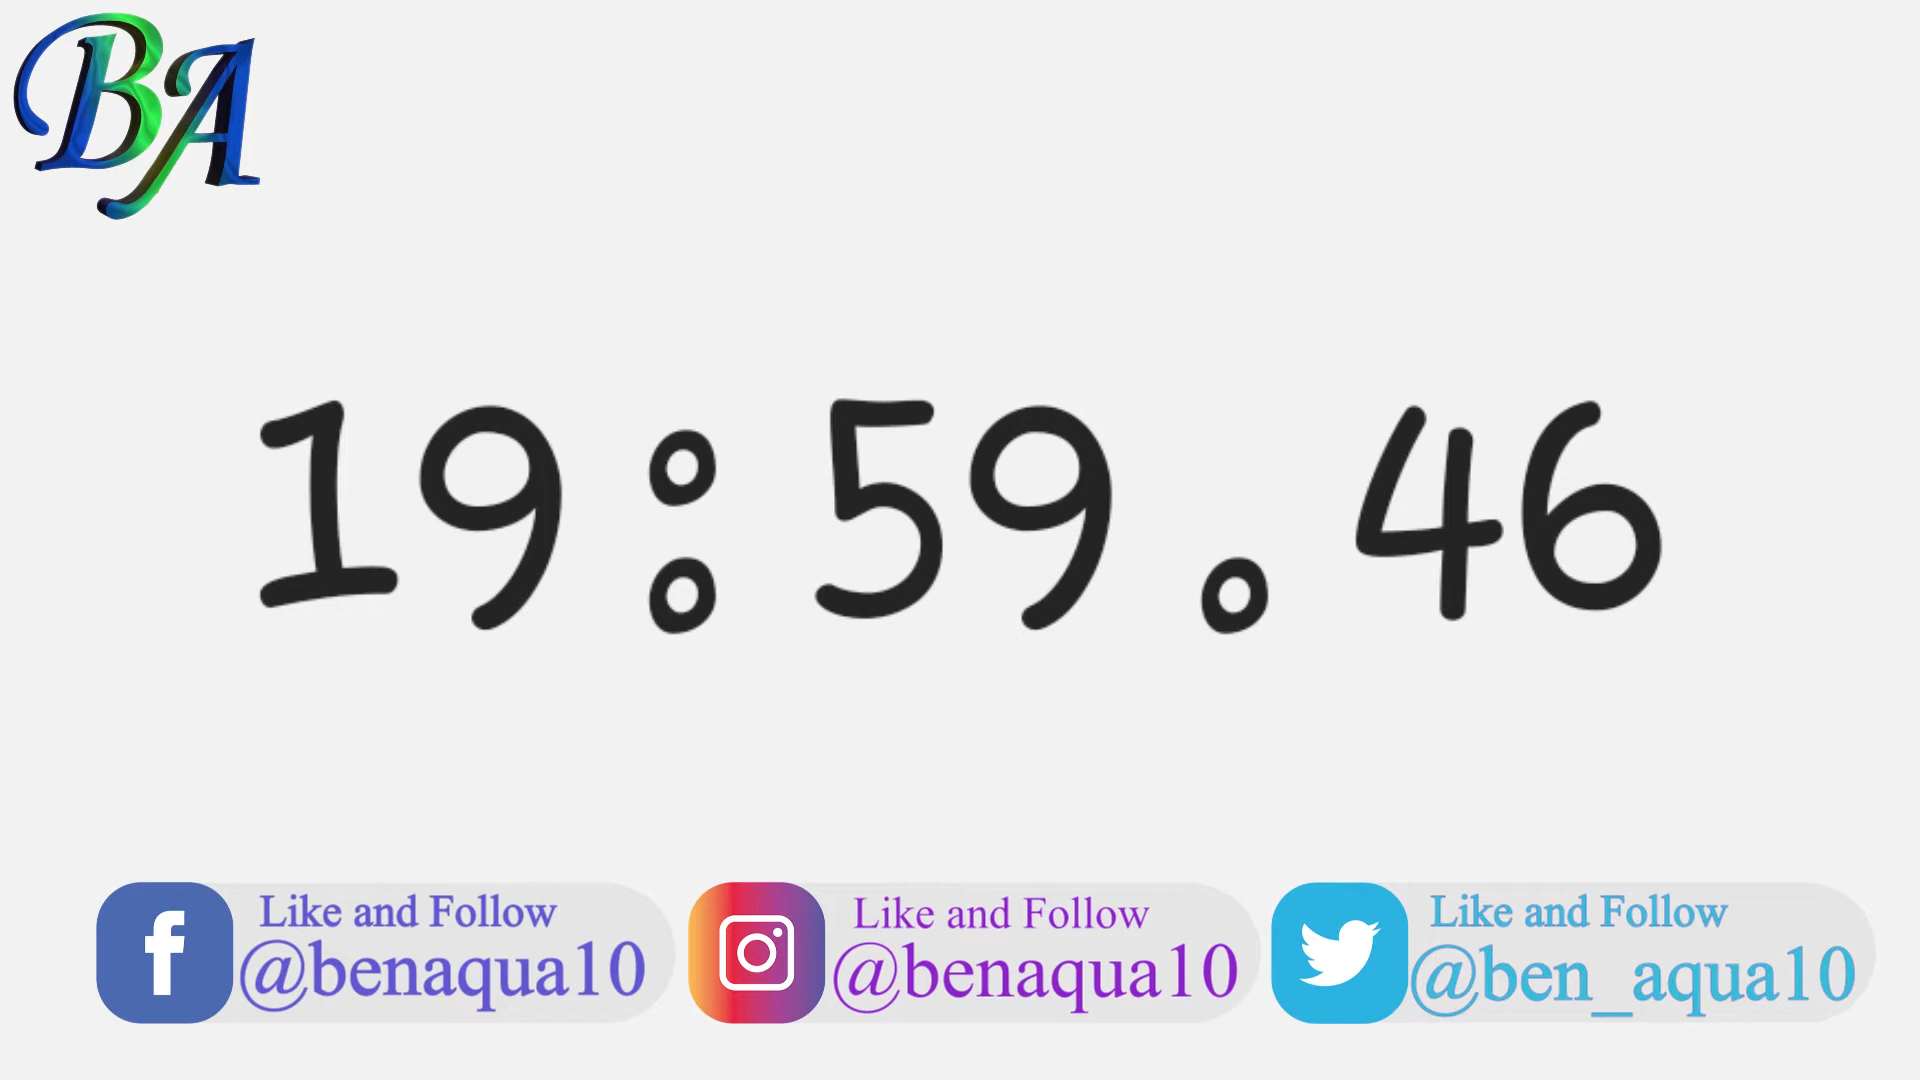 BA
19:59.46
Like and Follow
@benaqua10
Like and Follow
@benaqua10
Like and Follow
@ben_aqua10